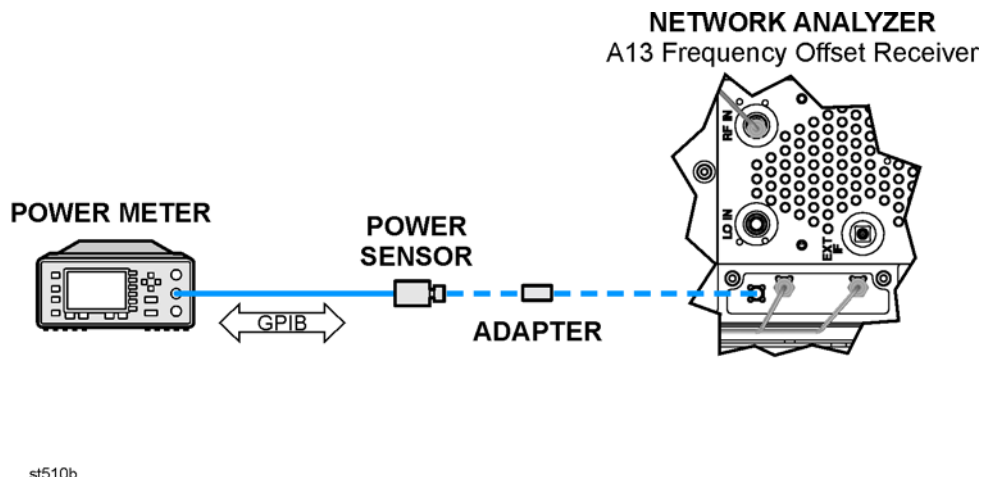 NETWORK ANALYZER
A13 Frequency Offset Receiver
RF IN
POWER METER
POWER
SENSOR
LO IN
EXT
IF
GPIB
ADAPTER
st510b